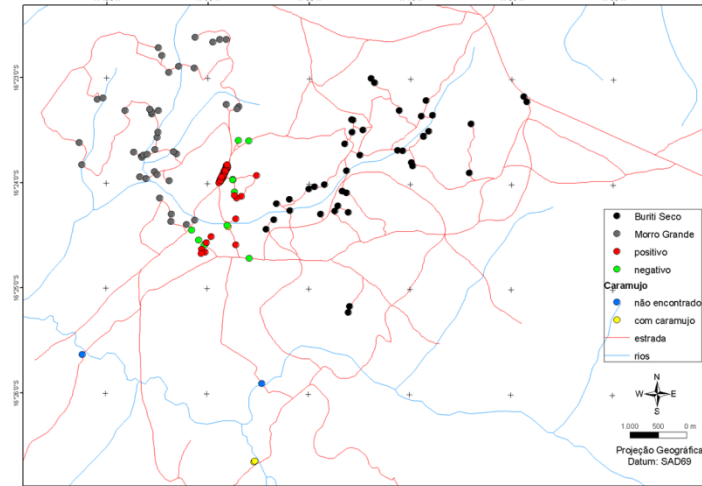 Buriti Seco
Morro Grande
positivo
negativo
Caramujo
não encontrado
com caramujo
estrada
rios
N
W E
S
1.000 500 0 m
Projeção Geográfica
Datum: SAD69